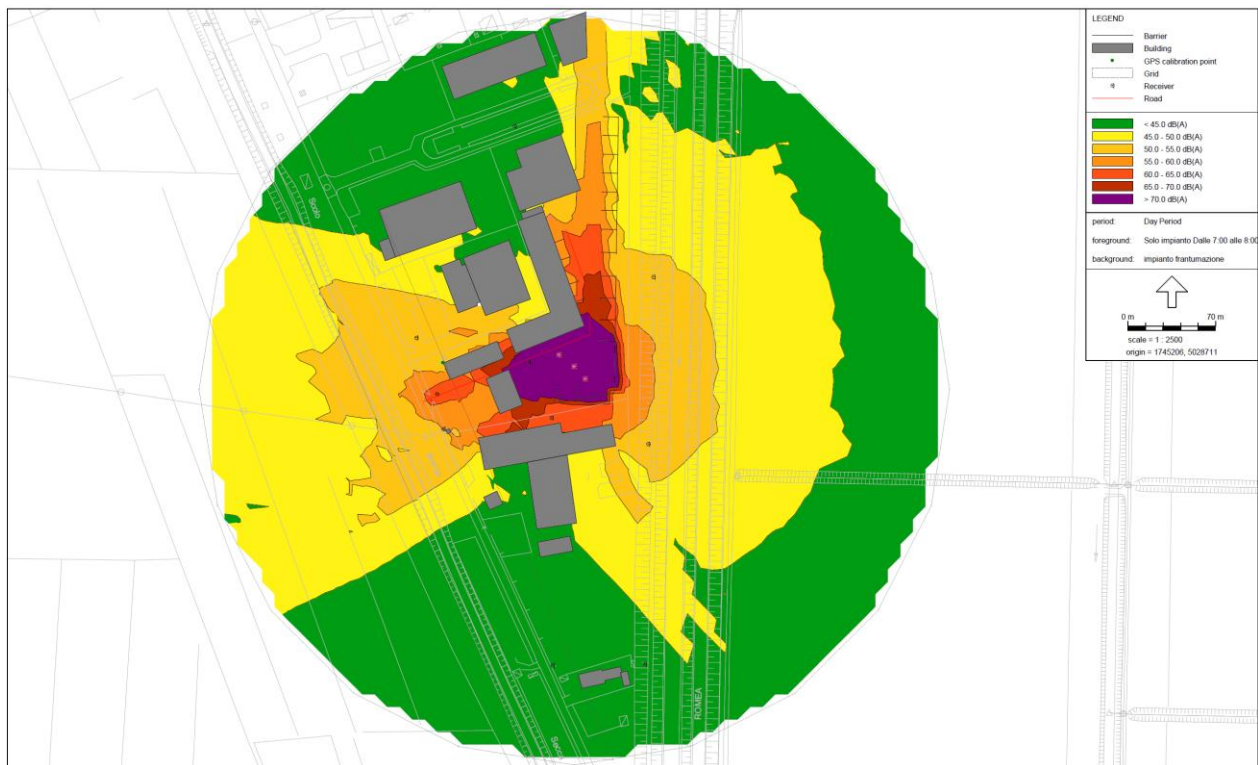 LEGEND
Barrier
Building
GPS calibration point
Grid
Receiver
Road
< 45.0 dB(A)
45.0 - 50.0 dB(A)
50.0 - 55.0 dB(A)
55.0 - 60.0 dB(A)
60.0 - 65.0 dB(A)
65.0 - 70.0 dB(A)
> 70.0 dB(A)
period: Day Period
foreground: Solo impianto Dalle 7:00 alle 8:00
background: impianto frantumazione
0 m 70 m
scale = 1 : 2500
origin = 1745206, 5028711
Scolo
ROMEA